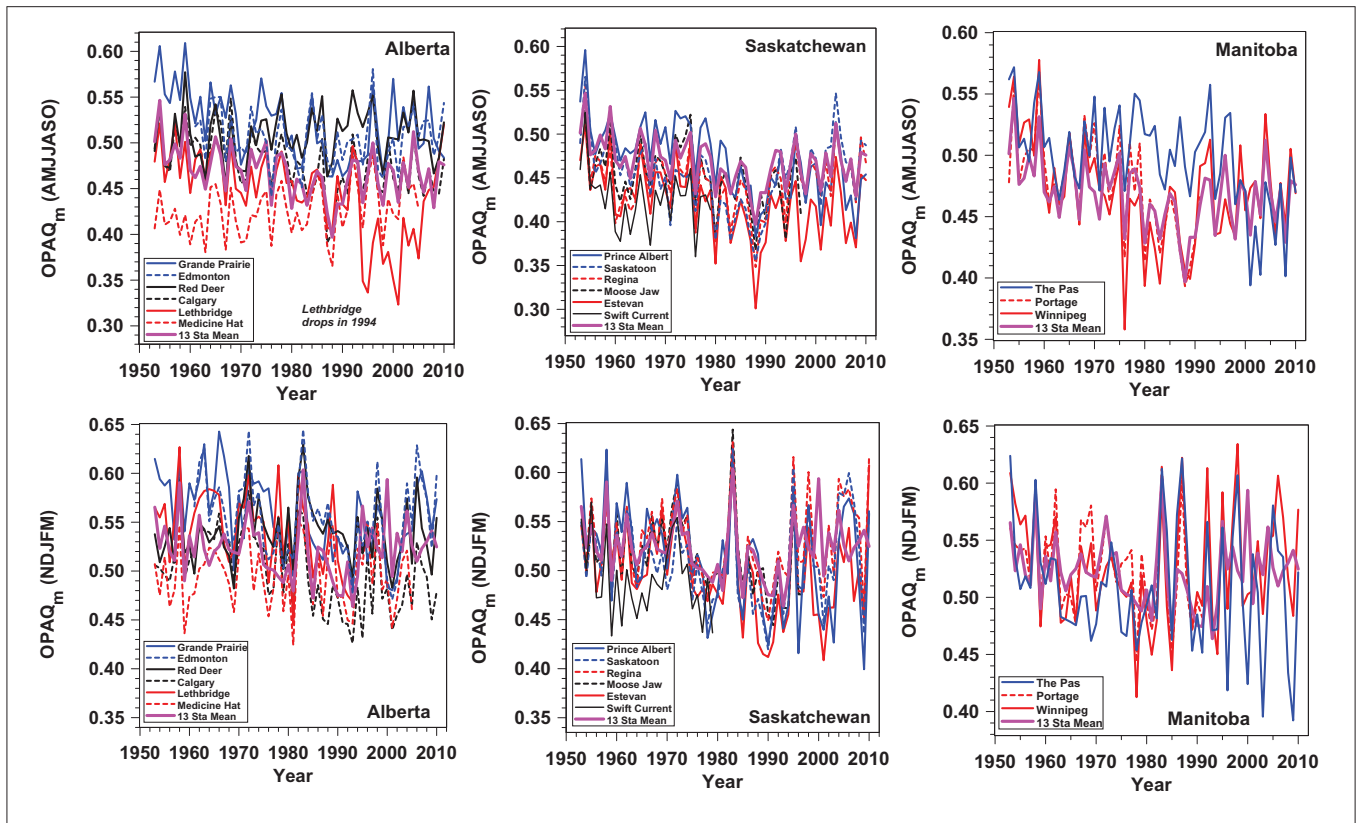 Alberta
OPAQm (AMJJASO)
0.60
0.55
0.50
0.45
0.40
0.35
0.30
Grande Prairie
Edmonton
Red Deer
Calgary
Lethbridge
Medicine Hat
13 Sta Mean
Lethbridge
drops in 1994
1950 1960 1970 1980 1990 2000 2010
Year
Saskatchewan
OPAQm (AMJJASO)
0.60
0.55
0.50
0.45
0.40
0.35
0.30
Prince Albert
Saskatoon
Regina
Moose Jaw
Estevan
Swift Current
13 Sta Mean
1950 1960 1970 1980 1990 2000 2010
Year
Manitoba
OPAQm (AMJJASO)
0.60
0.55
0.50
0.45
0.40
0.35
The Pas
Portage
Winnipeg
13 Sta Mean
1950 1960 1970 1980 1990 2000 2010
Year
OPAQm (NDJFM)
0.65
0.60
0.55
0.50
0.45
0.40
0.35
Grande Prairie
Edmonton
Red Deer
Calgary
Lethbridge
Medicine Hat
13 Sta Mean
Alberta
1950 1960 1970 1980 1990 2000 2010
Year
OPAQm (NDJFM)
0.65
0.60
0.55
0.50
0.45
0.40
0.35
Prince Albert
Saskatoon
Regina
Moose Jaw
Estevan
Swift Current
13 Sta Mean
Saskatchewan
1950 1960 1970 1980 1990 2000 2010
Year
OPAQm (NDJFM)
0.65
0.60
0.55
0.50
0.45
0.40
The Pas
Portage
Winnipeg
13 Sta Mean
Manitoba
1950 1960 1970 1980 1990 2000 2010
Year